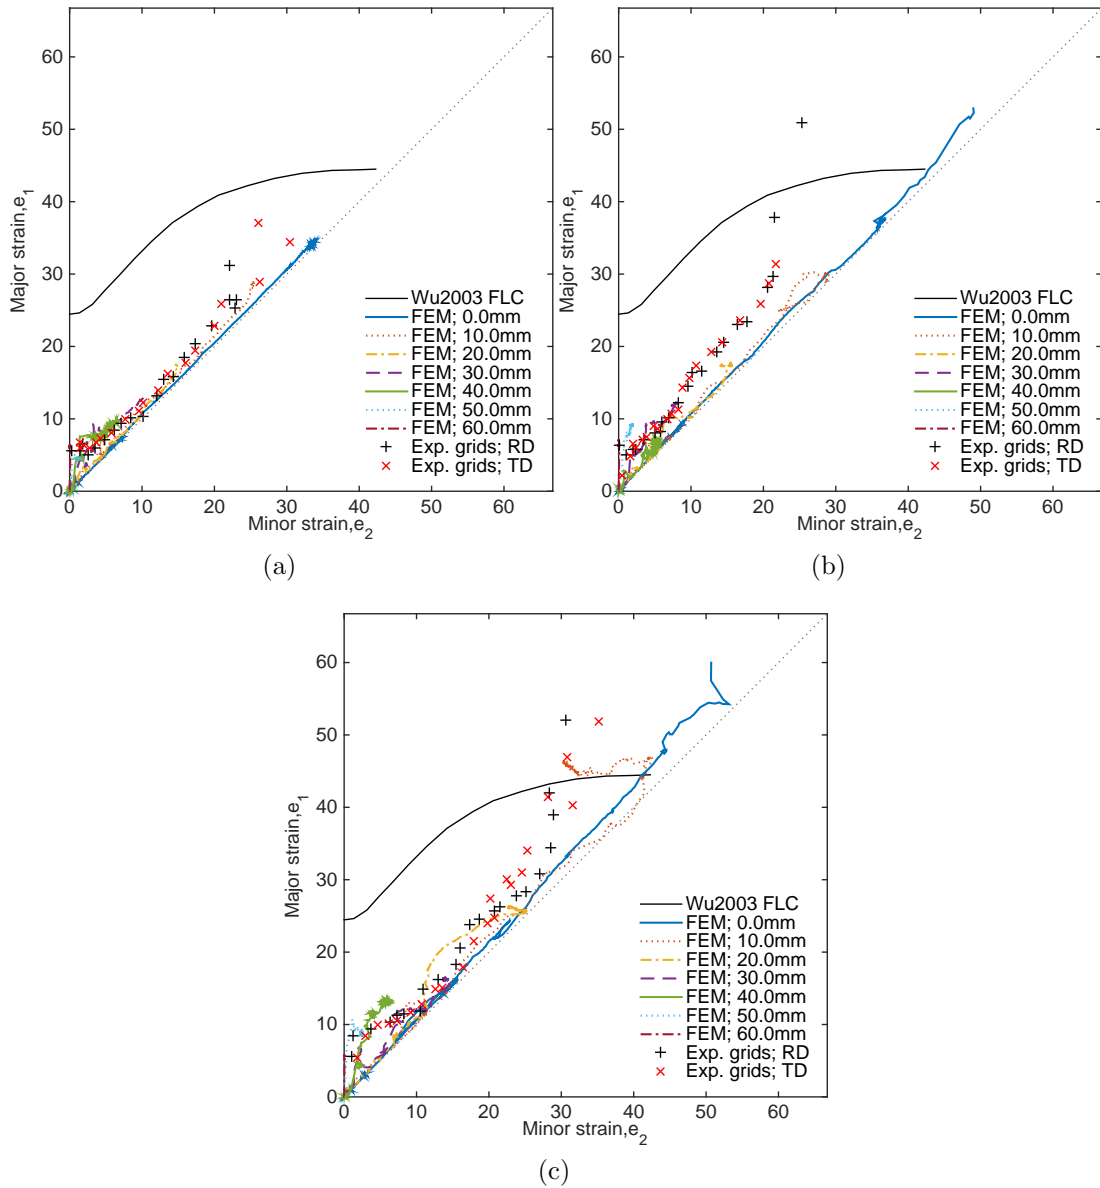 60
50
40
30
20
10
0
0 10 20 30 40 50 60
Major strain,e1
Minor strain,e2
Wu2003 FLC
FEM; 0.0mm
FEM; 10.0mm
FEM; 20.0mm
FEM; 30.0mm
FEM; 40.0mm
FEM; 50.0mm
FEM; 60.0mm
Exp. grids; RD
Exp. grids; TD
(a)
60
50
40
30
20
10
0
0 10 20 30 40 50 60
Major strain,e1
Minor strain,e2
Wu2003 FLC
FEM; 0.0mm
FEM; 10.0mm
FEM; 20.0mm
FEM; 30.0mm
FEM; 40.0mm
FEM; 50.0mm
FEM; 60.0mm
Exp. grids; RD
Exp. grids; TD
(b)
60
50
40
30
20
10
0
0 10 20 30 40 50 60
Major strain,e1
Minor strain,e2
Wu2003 FLC
FEM; 0.0mm
FEM; 10.0mm
FEM; 20.0mm
FEM; 30.0mm
FEM; 40.0mm
FEM; 50.0mm
FEM; 60.0mm
Exp. grids; RD
Exp. grids; TD
(c)